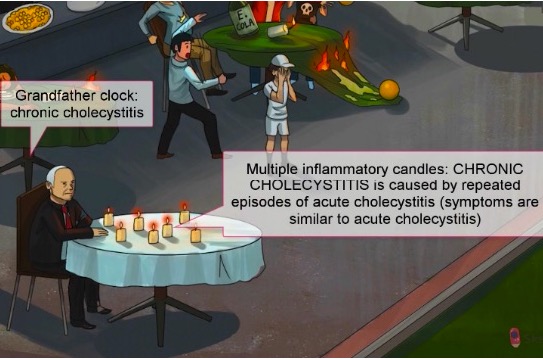 E.
COLA
Grandfather clock:
chronic cholecystitis
Multiple inflammatory candles: CHRONIC
CHOLECYSTITIS is caused by repeated
episodes of acute cholecystitis (symptoms are
similar to acute cholecystitis)